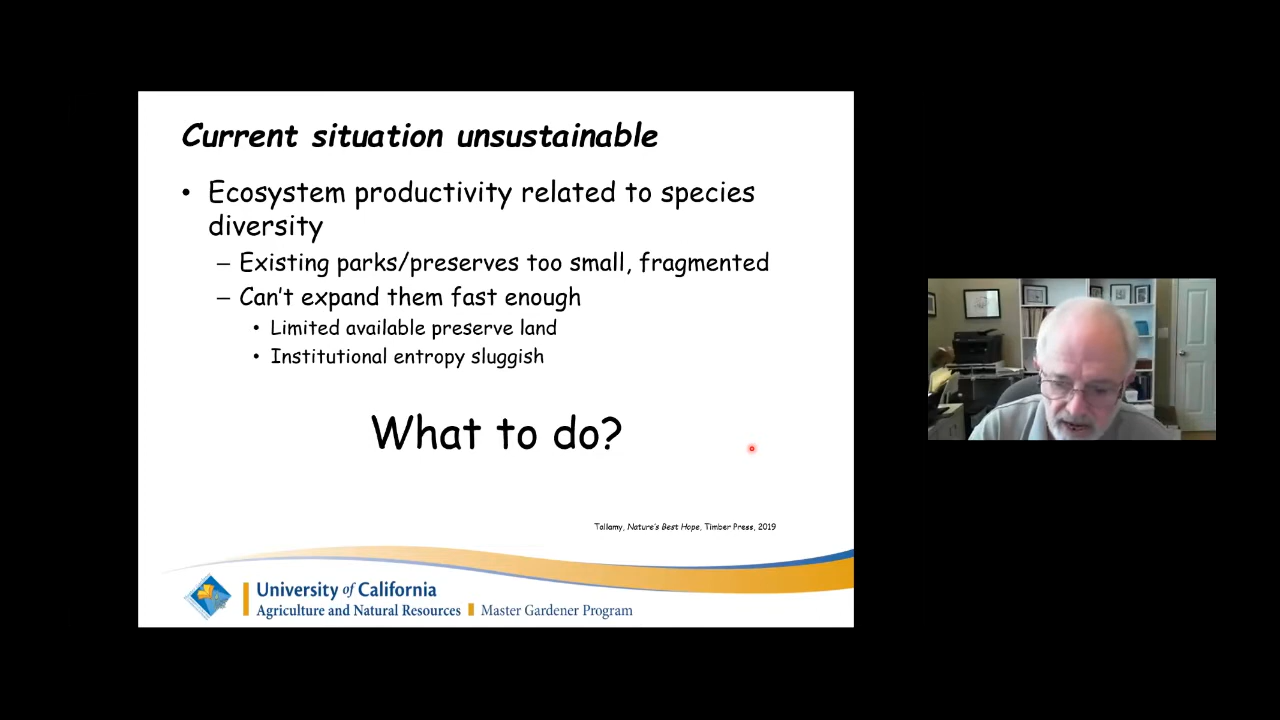 Current situation unsustainable
• Ecosystem productivity related to species
diversity
– Existing parks/preserves too small, fragmented
– Can't expand them fast enough
• Limited available preserve land
• Institutional entropy sluggish
What to do?
Tallamy, Nature's Best Hope, Timber Press, 2019
University of California
Agriculture and Natural Resources Master Gardener Program